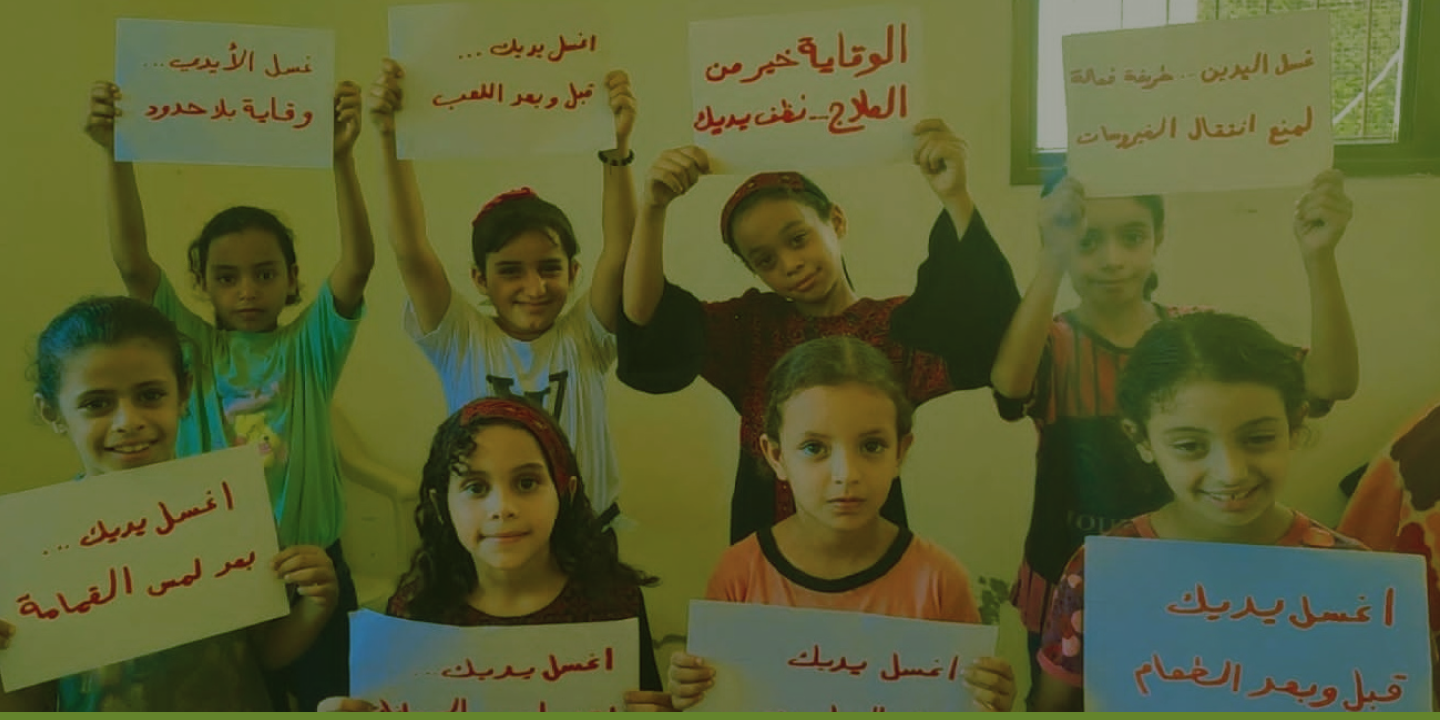 غسل الأيدي...
وقاية بلا حدود
اغسل يديك...
قبل وبعد اللعب
الوقاية خير من
العلاج...نظف يديك
غسل اليدين... طريقة فعالة
لمنع انتقال الفيروسات
اغسل يديك...
بعد لمس القمامة
اغسل يديك...
اغسل يديك
اغسل يديك
قبل وبعد الطعام